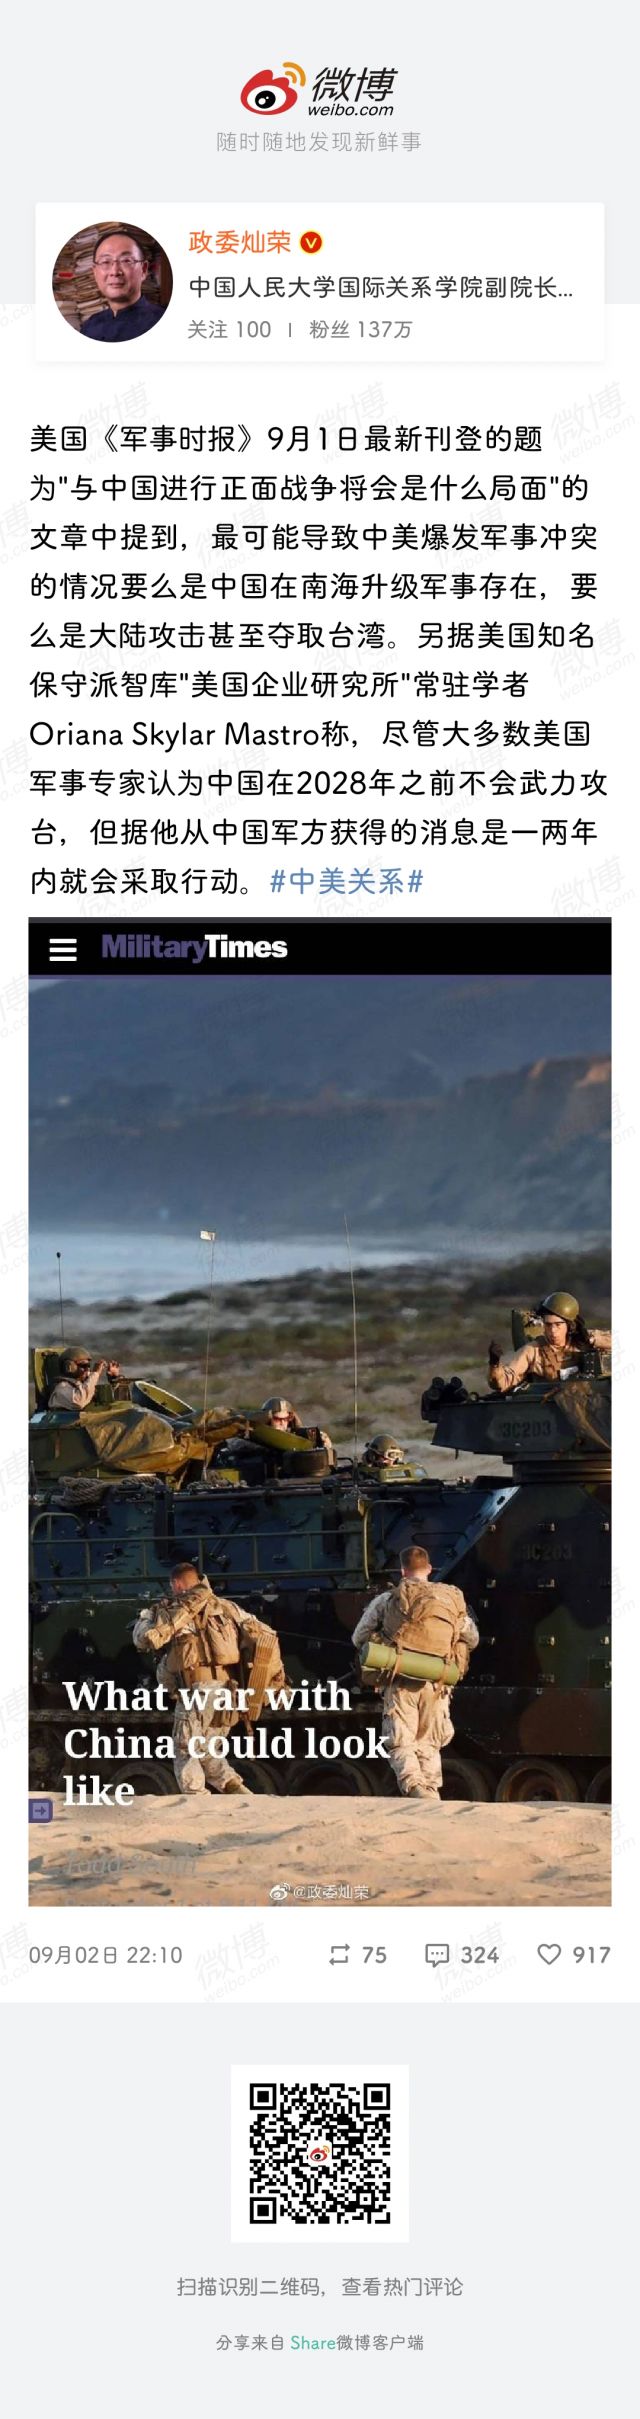 微博
weibo.com
随时随地发现新鲜事
政委灿荣
中国人民大学国际关系学院副院长...
关注 100 | 粉丝 137万
美国《军事时报》9月1日最新刊登的题
为"与中国进行正面战争将会是什么局面"的
文章中提到，最可能导致中美爆发军事冲突
的情况要么是中国在南海升级军事存在，要
么是大陆攻击甚至夺取台湾。另据美国知名
保守派智库"美国企业研究所"常驻学者
Oriana Skylar Mastro称，尽管大多数美国
军事专家认为中国在2028年之前不会武力攻
台，但据他从中国军方获得的消息是一两年
内就会采取行动。#中美关系#
MilitaryTimes
3C203
3C203
What war with
China could look
like
Todd South
@政委灿荣
09月02日 22:10 75 324 917
扫描识别二维码，查看热门评论
分享来自 Share微博客户端